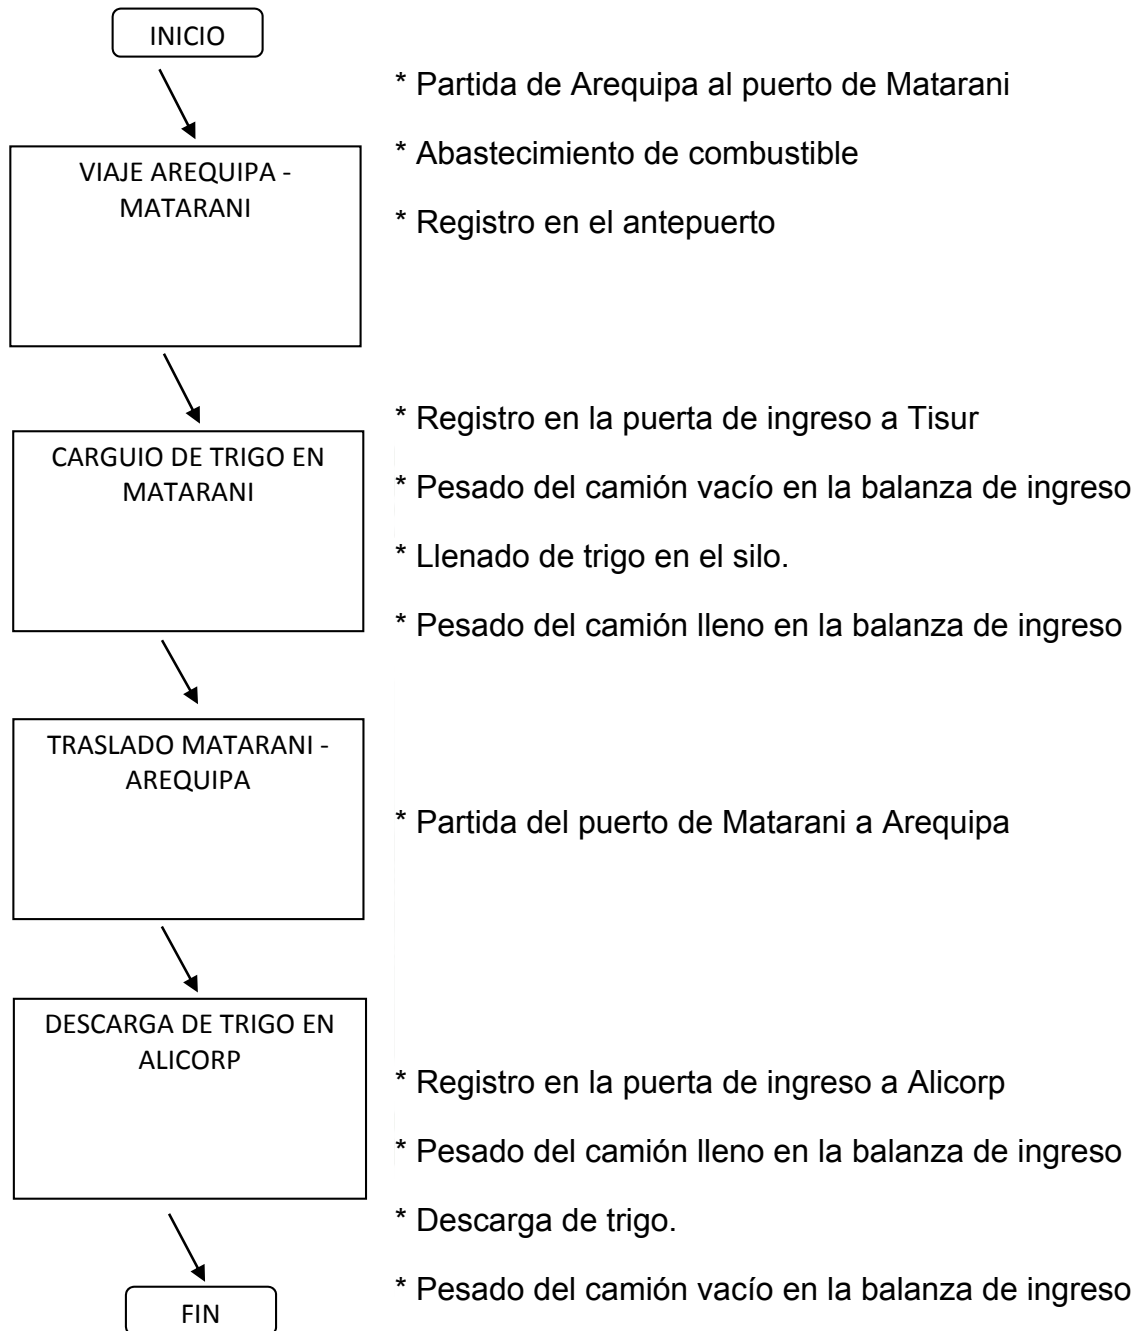 INICIO
* Partida de Arequipa al puerto de Matarani
* Abastecimiento de combustible
VIAJE AREQUIPA -
MATARANI
* Registro en el antepuerto
* Registro en la puerta de ingreso a Tisur
CARGUIO DE TRIGO EN
MATARANI
* Pesado del camión vacío en la balanza de ingreso
* Llenado de trigo en el silo.
* Pesado del camión lleno en la balanza de ingreso
TRASLADO MATARANI -
AREQUIPA
* Partida del puerto de Matarani a Arequipa
DESCARGA DE TRIGO EN
ALICORP
* Registro en la puerta de ingreso a Alicorp
* Pesado del camión lleno en la balanza de ingreso
* Descarga de trigo.
* Pesado del camión vacío en la balanza de ingreso
FIN